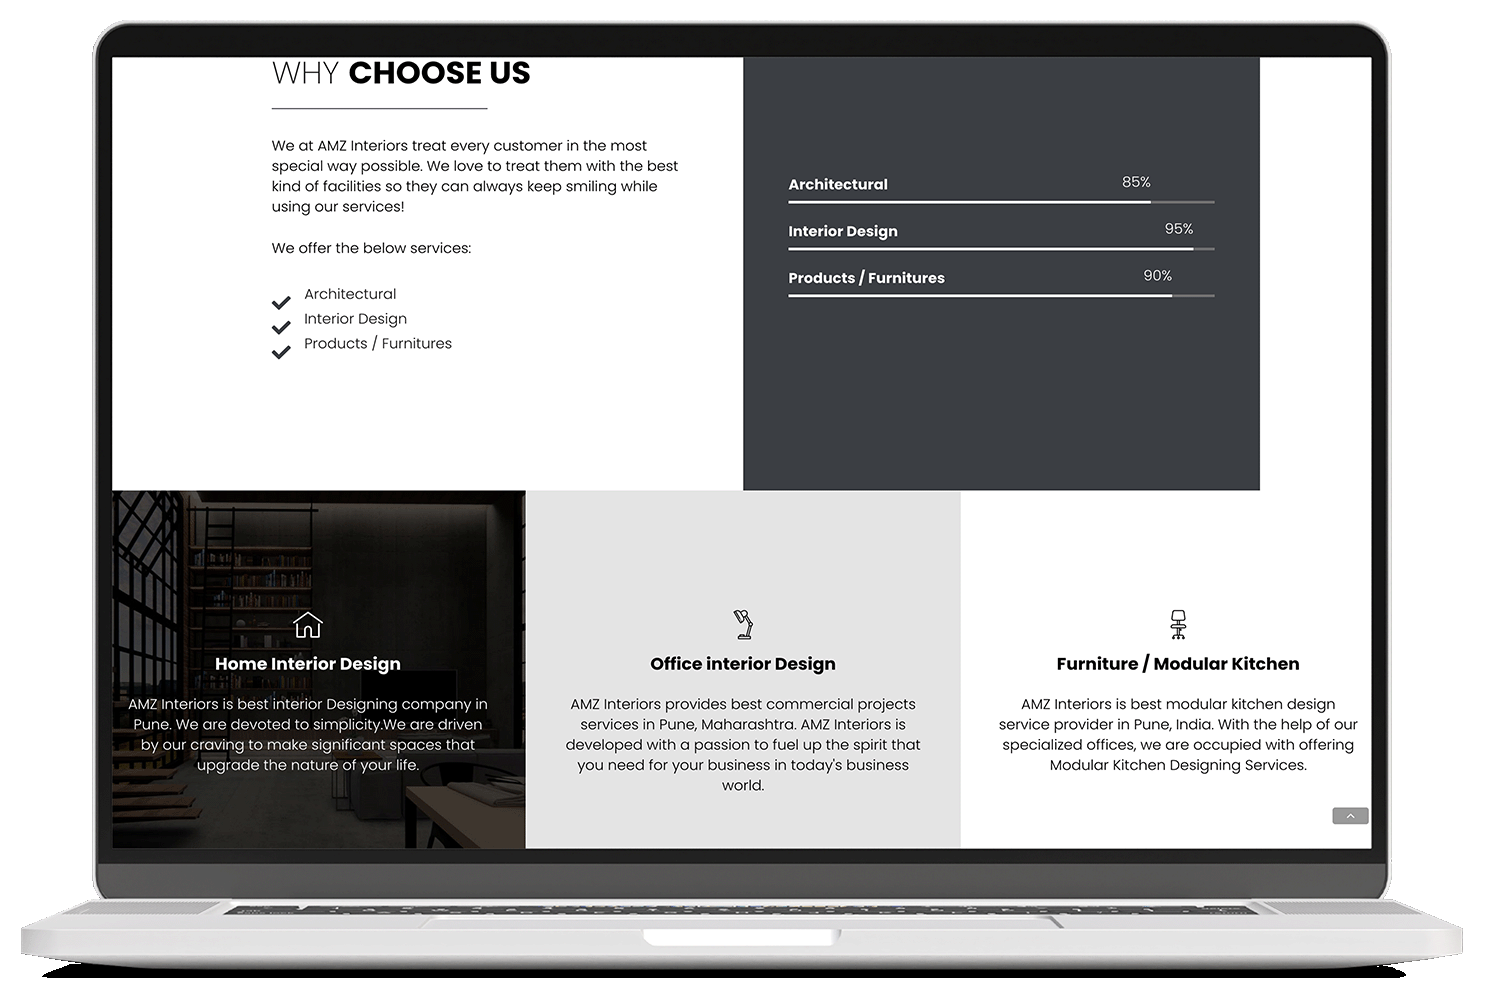 WHY CHOOSE US
We at AMZ Interiors treat every customer in the most
special way possible. We love to treat them with the best
kind of facilities so they can always keep smiling while
using our services!
We offer the below services:
Architectural
Interior Design
Products / Furnitures
Architectural 85%
Interior Design 95%
Products / Furnitures 90%
Home Interior Design
AMZ Interiors is best interior Designing company in
Pune. We are devoted to simplicity.We are driven
by our craving to make significant spaces that
upgrade the nature of your life.
Office interior Design
AMZ Interiors provides best commercial projects
services in Pune, Maharashtra. AMZ Interiors is
developed with a passion to fuel up the spirit that
you need for your business in today's business
world.
Furniture / Modular Kitchen
AMZ Interiors is best modular kitchen design
service provider in Pune, India. With the help of our
specialized offices, we are occupied with offering
Modular Kitchen Designing Services.